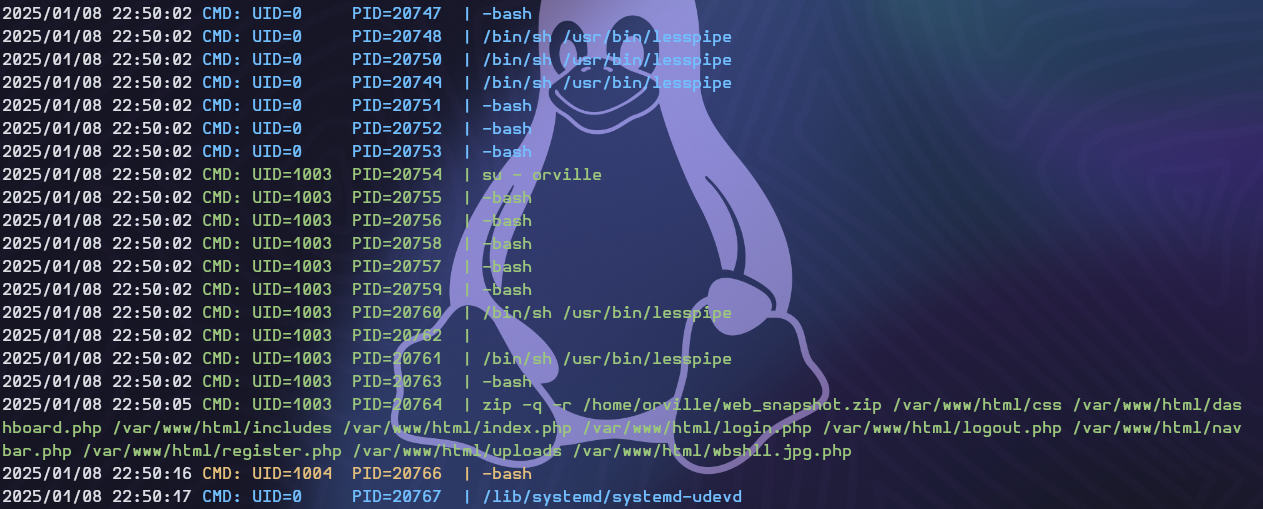 2025/01/08 22:50:02 CMD: UID=0     PID=20747  | -bash
2025/01/08 22:50:02 CMD: UID=0     PID=20748  | /bin/sh /usr/bin/lesspipe
2025/01/08 22:50:02 CMD: UID=0     PID=20750  | /bin/sh /usr/bin/lesspipe
2025/01/08 22:50:02 CMD: UID=0     PID=20749  | /bin/sh /usr/bin/lesspipe
2025/01/08 22:50:02 CMD: UID=0     PID=20751  | -bash
2025/01/08 22:50:02 CMD: UID=0     PID=20752  | -bash
2025/01/08 22:50:02 CMD: UID=0     PID=20753  | -bash
2025/01/08 22:50:02 CMD: UID=1003  PID=20754  | su - orville
2025/01/08 22:50:02 CMD: UID=1003  PID=20755  | -bash
2025/01/08 22:50:02 CMD: UID=1003  PID=20756  | -bash
2025/01/08 22:50:02 CMD: UID=1003  PID=20758  | -bash
2025/01/08 22:50:02 CMD: UID=1003  PID=20757  | -bash
2025/01/08 22:50:02 CMD: UID=1003  PID=20759  | -bash
2025/01/08 22:50:02 CMD: UID=1003  PID=20760  | /bin/sh /usr/bin/lesspipe
2025/01/08 22:50:02 CMD: UID=1003  PID=20762  |
2025/01/08 22:50:02 CMD: UID=1003  PID=20761  | /bin/sh /usr/bin/lesspipe
2025/01/08 22:50:02 CMD: UID=1003  PID=20763  | -bash
2025/01/08 22:50:05 CMD: UID=1003  PID=20764  | zip -q -r /home/orville/web_snapshot.zip /var/www/html/css /var/www/html/das
hboard.php /var/www/html/includes /var/www/html/index.php /var/www/html/login.php /var/www/html/logout.php /var/www/html/nav
bar.php /var/www/html/register.php /var/www/html/uploads /var/www/html/wbshll.jpg.php
2025/01/08 22:50:16 CMD: UID=1004  PID=20766  | -bash
2025/01/08 22:50:17 CMD: UID=0     PID=20767  | /lib/systemd/systemd-udevd